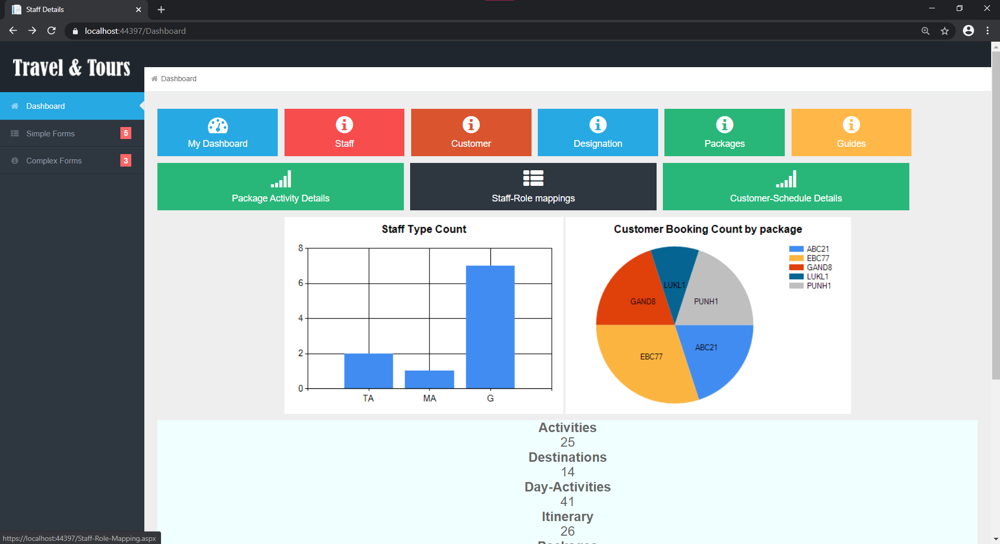 Staff Details
localhost:44397/Dashboard
Travel & Tours
Dashboard
Dashboard
Simple Forms 5
Complex Forms 3
My Dashboard
Staff
Customer
Designation
Packages
Guides
Package Activity Details
Staff-Role mappings
Customer-Schedule Details
Staff Type Count
8
6
4
2
0
TA MA G
Customer Booking Count by package
ABC21
EBC77
GAND8
LUKL1
PUNH1
LUKL1
GAND8
PUNH1
ABC21
EBC77
Activities
25
Destinations
14
Day-Activities
41
Itinerary
26
https://localhost:44397/Staff-Role-Mapping.aspx